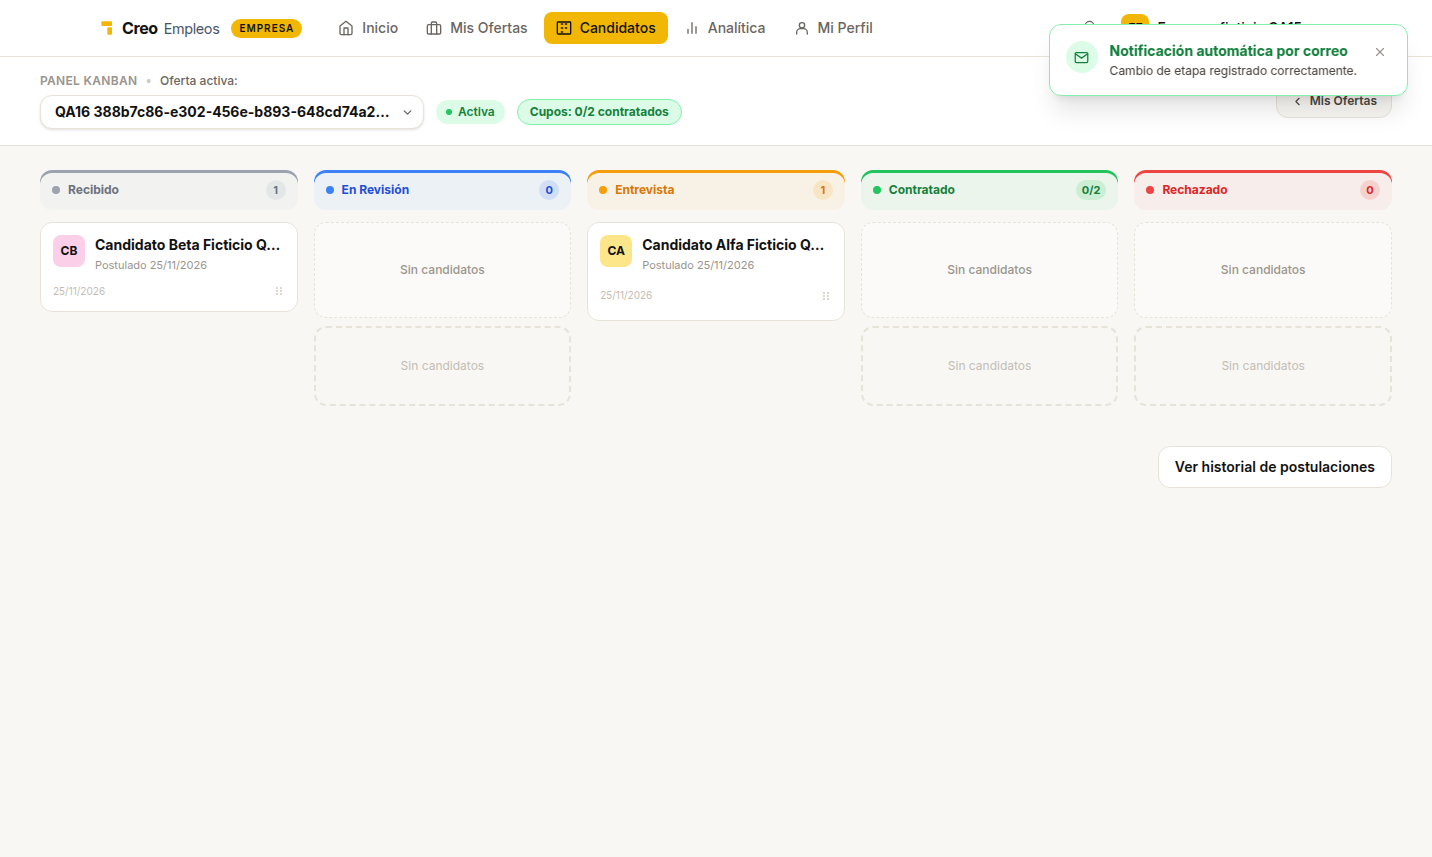 Creo Empleos EMPRESA
Inicio
Mis Ofertas
Candidatos
Analítica
Mi Perfil
Notificación automática por correo
Cambio de etapa registrado correctamente.
PANEL KANBAN • Oferta activa:
QA16 388b7c86-e302-456e-b893-648cd74a2...
Activa
Cupos: 0/2 contratados
Mis Ofertas
Recibido 1
En Revisión 0
Entrevista 1
Contratado 0/2
Rechazado 0
CB
Candidato Beta Ficticio Q...
Postulado 25/11/2026
25/11/2026
Sin candidatos
Sin candidatos
CA
Candidato Alfa Ficticio Q...
Postulado 25/11/2026
25/11/2026
Sin candidatos
Sin candidatos
Sin candidatos
Sin candidatos
Ver historial de postulaciones